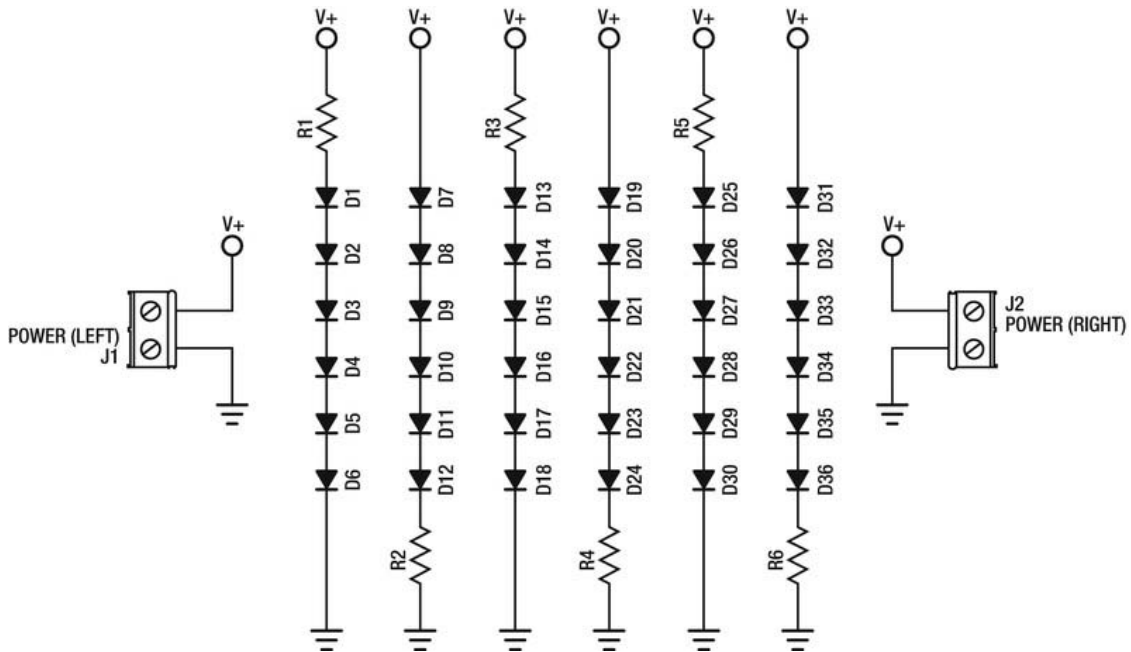 V+ V+ V+ V+ V+ V+
R1 R3 R5
D1 D7 D13 D19 D25 D31
V+ D2 D8 D14 D20 D26 D32 V+
D3 D9 D15 D21 D27 D33 J2
POWER (LEFT) POWER (RIGHT)
J1 D4 D10 D16 D22 D28 D34
D5 D11 D17 D23 D29 D35
D6 D12 D18 D24 D30 D36
R2 R4 R6